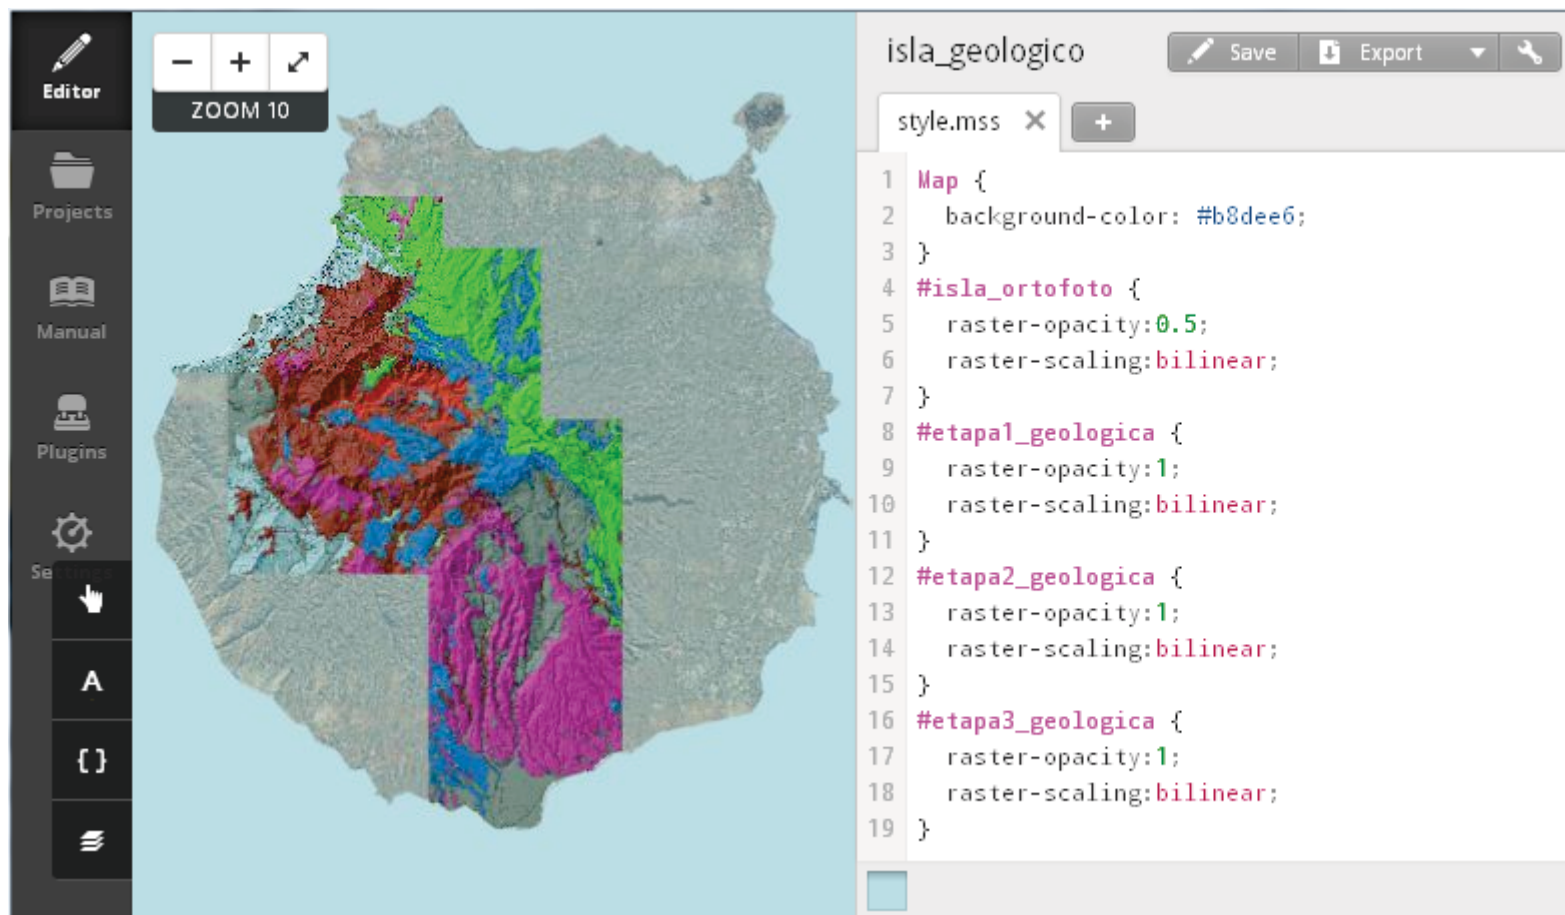 Editor
Projects
Manual
Plugins
Settings
A
{}
− +
ZOOM 10
isla_geologico
Save Export
style.mss × +
1 Map {
2 background-color: #b8dee6;
3 }
4 #isla_ortofoto {
5 raster-opacity:0.5;
6 raster-scaling:bilinear;
7 }
8 #etapa1_geologica {
9 raster-opacity:1;
10 raster-scaling:bilinear;
11 }
12 #etapa2_geologica {
13 raster-opacity:1;
14 raster-scaling:bilinear;
15 }
16 #etapa3_geologica {
17 raster-opacity:1;
18 raster-scaling:bilinear;
19 }